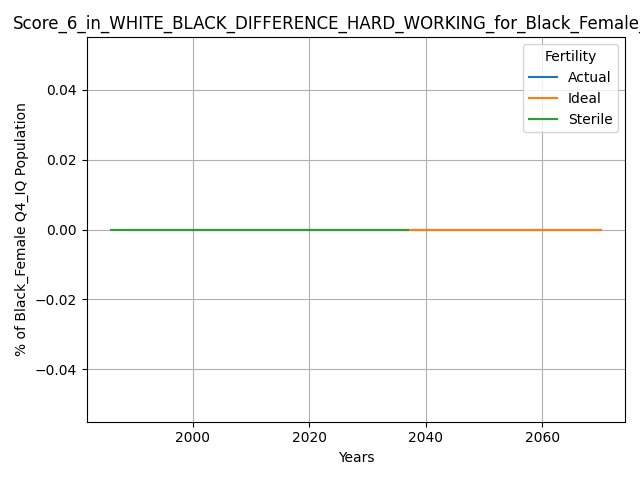 Score_6_in_WHITE_BLACK_DIFFERENCE_HARD_WORKING_for_Black_Female_
Fertility
Actual
Ideal
Sterile
% of Black_Female Q4_IQ Population
0.04
0.02
0.00
−0.02
−0.04
2000 2020 2040 2060
Years